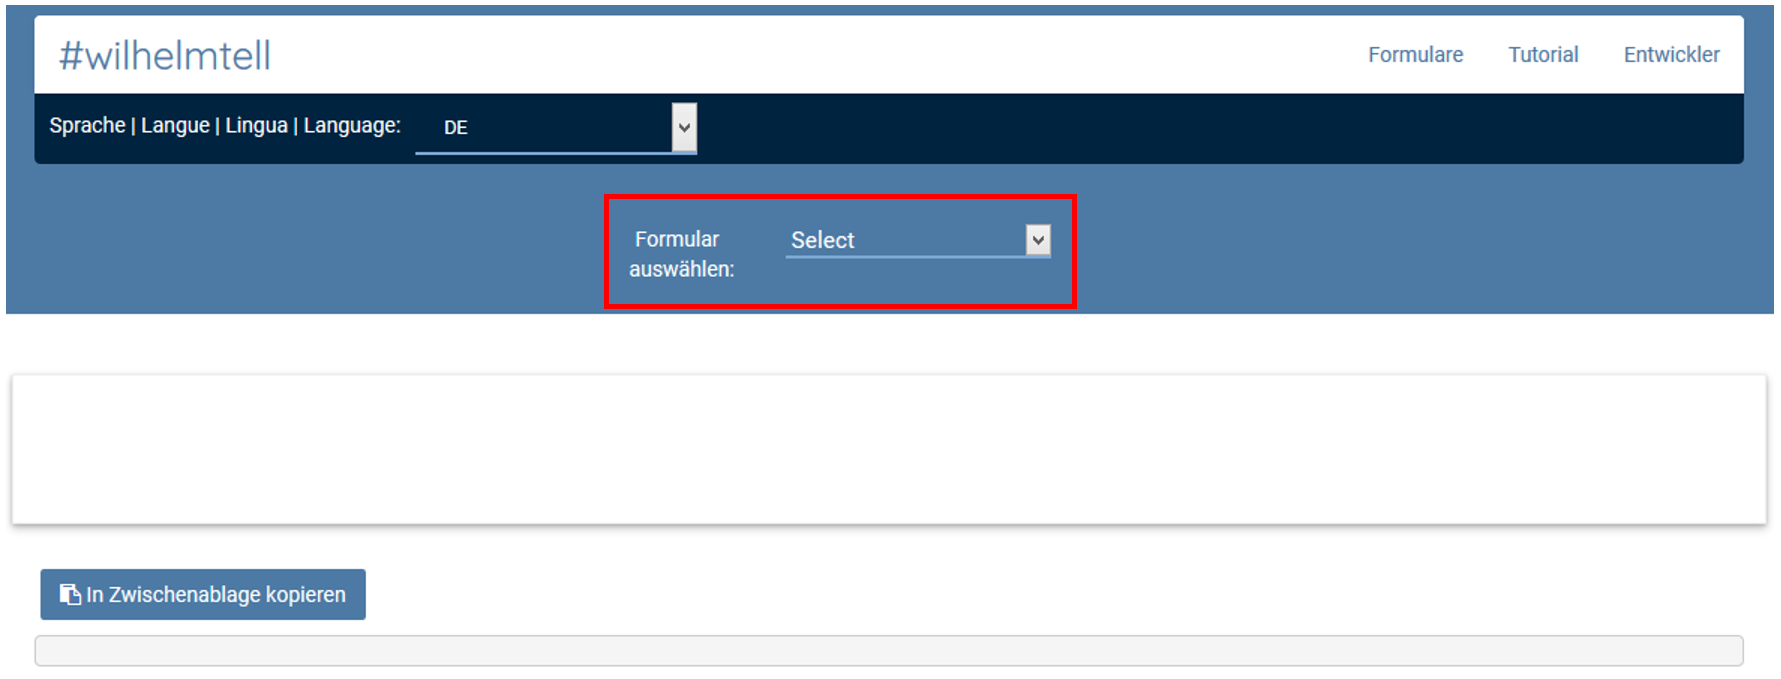 #wilhelmtell
Formulare Tutorial Entwickler
Sprache | Langue | Lingua | Language: DE
Formular auswählen:
Select
In Zwischenablage kopieren